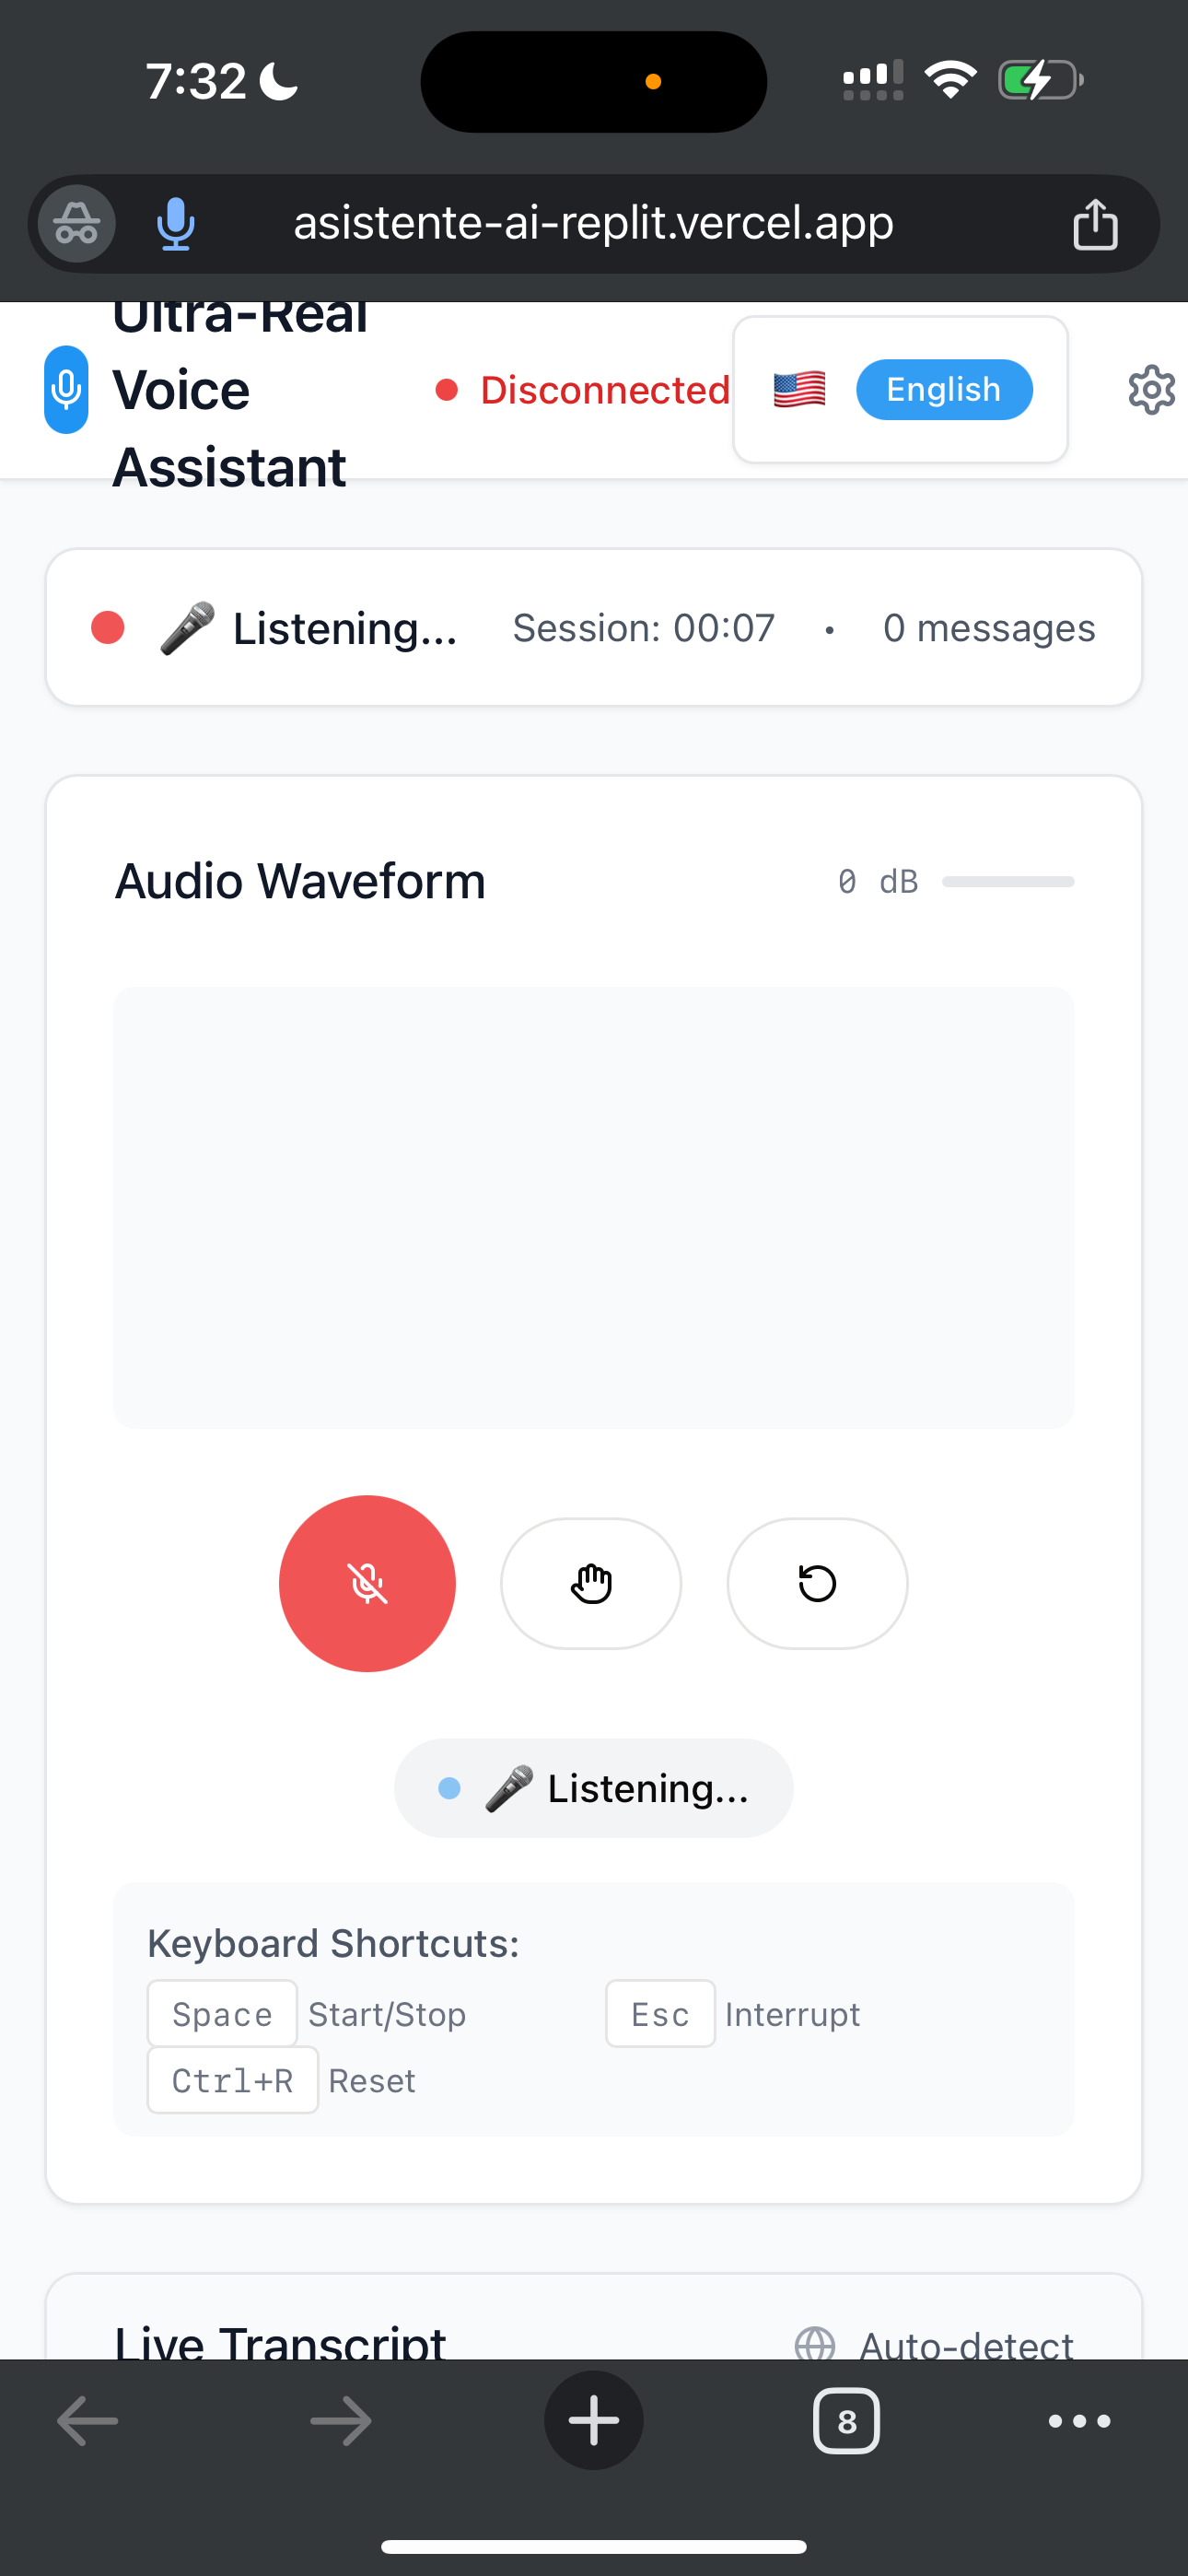 7:32
asistente-ai-replit.vercel.app
Ultra-Real
Voice
Assistant
Disconnected
English
Listening...
Session: 00:07 • 0 messages
Audio Waveform
0 dB
Listening...
Keyboard Shortcuts:
Space Start/Stop
Esc Interrupt
Ctrl+R Reset
Live Transcript
Auto-detect
8